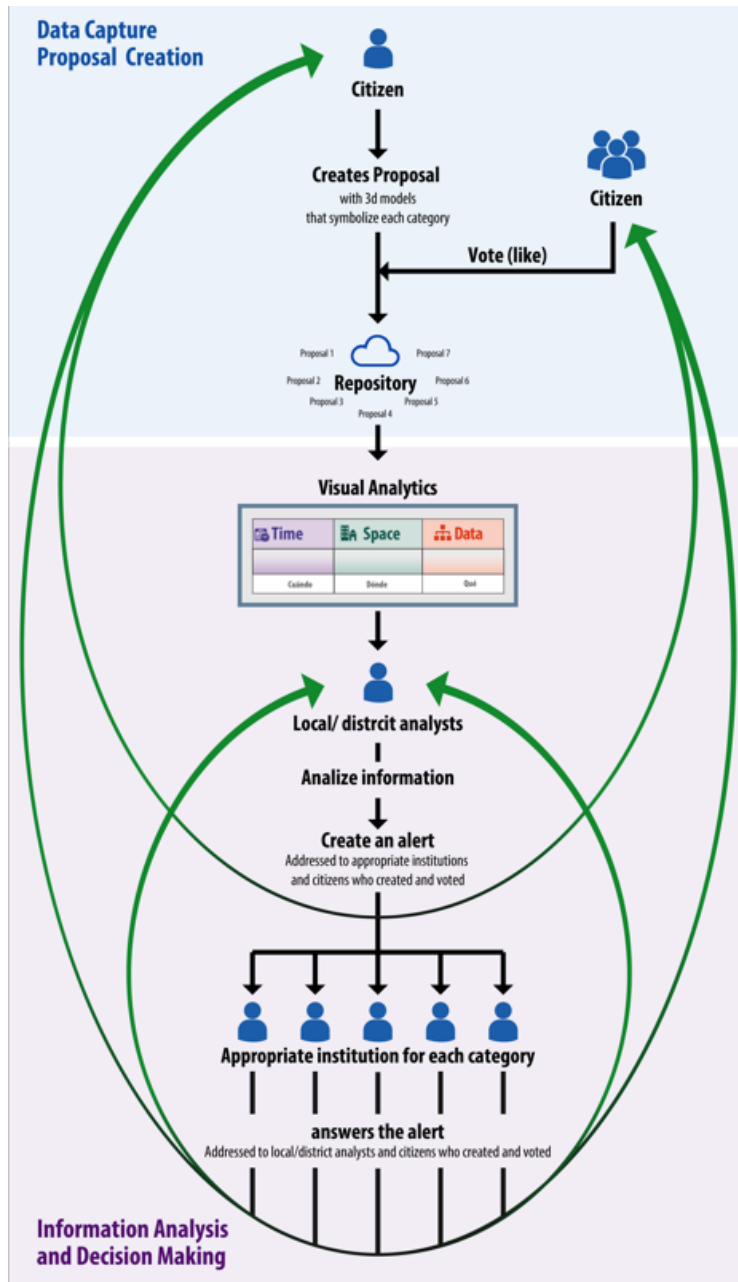 Data Capture
Proposal Creation
Citizen
Creates Proposal
with 3d models
that symbolize each category
Citizen
Vote (like)
Proposal 1
Proposal 7
Proposal 2
Repository
Proposal 6
Proposal 3
Proposal 5
Proposal 4
Visual Analytics
Time
Space
Data
Cuándo
Dónde
Qué
Local/ distrcit analysts
Analize information
Create an alert
Addressed to appropriate institutions
and citizens who created and voted
Appropriate institution for each category
answers the alert
Addressed to local/district analysts and citizens who created and voted
Information Analysis
and Decision Making